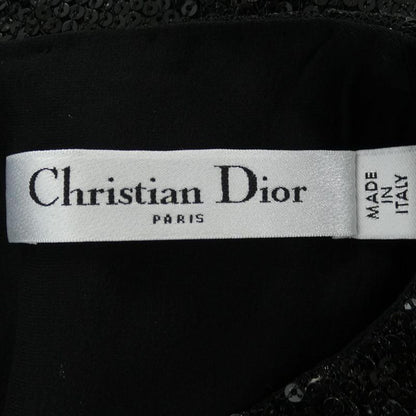 Christian Dior
PARIS
MADE
IN
ITALY